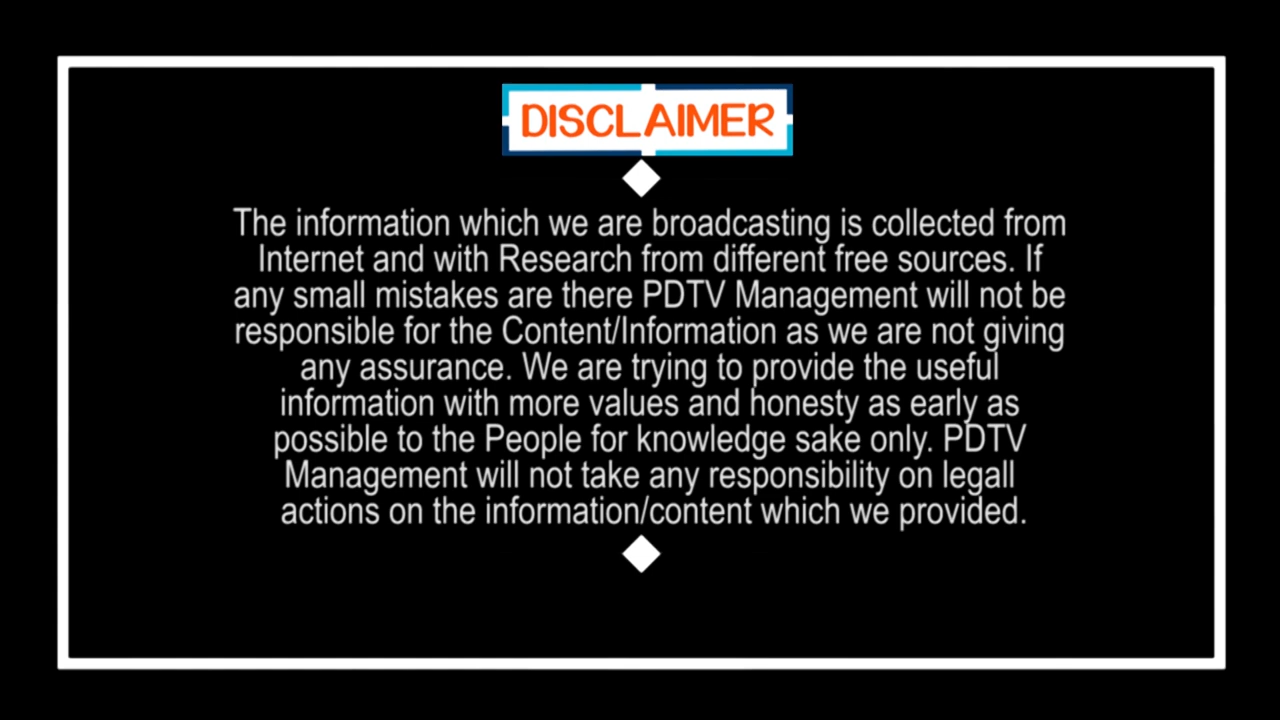 DISCLAIMER
The information which we are broadcasting is collected from
Internet and with Research from different free sources. If
any small mistakes are there PDTV Management will not be
responsible for the Content/Information as we are not giving
any assurance. We are trying to provide the useful
information with more values and honesty as early as
possible to the People for knowledge sake only. PDTV
Management will not take any responsibility on legall
actions on the information/content which we provided.